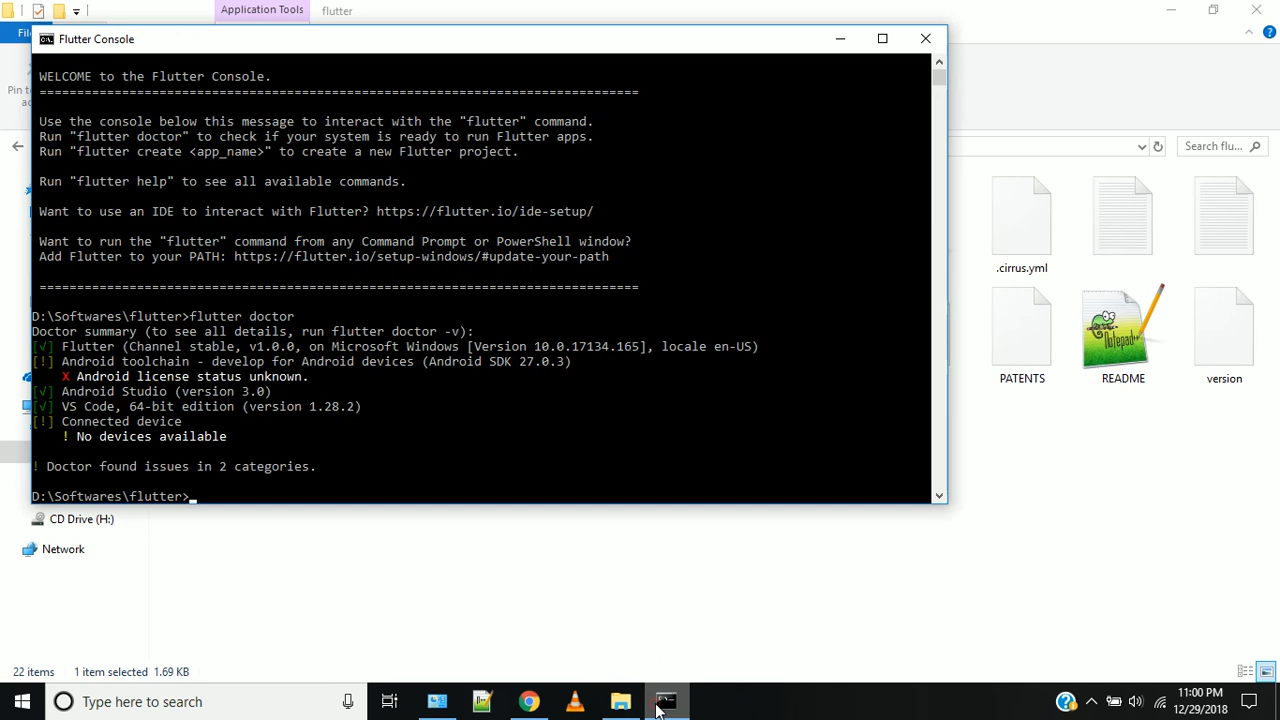 Application Tools
flutter
Fil
Flutter Console
WELCOME to the Flutter Console.
================================================================================
Use the console below this message to interact with the "flutter" command.
Run "flutter doctor" to check if your system is ready to run Flutter apps.
Run "flutter create <app_name>" to create a new Flutter project.
Run "flutter help" to see all available commands.
Want to use an IDE to interact with Flutter? https://flutter.io/ide-setup/
Want to run the "flutter" command from any Command Prompt or PowerShell window?
Add Flutter to your PATH: https://flutter.io/setup-windows/#update-your-path
================================================================================
D:\Softwares\flutter>flutter doctor
Doctor summary (to see all details, run flutter doctor -v):
[√] Flutter (Channel stable, v1.0.0, on Microsoft Windows [Version 10.0.17134.165], locale en-US)
[!] Android toolchain - develop for Android devices (Android SDK 27.0.3)
X Android license status unknown.
[√] Android Studio (version 3.0)
[√] VS Code, 64-bit edition (version 1.28.2)
[!] Connected device
! No devices available
! Doctor found issues in 2 categories.
D:\Softwares\flutter>
Pin to
Search flu...
.cirrus.yml
PATENTS
README
version
CD Drive (H:)
Network
22 items
1 item selected 1.69 KB
Type here to search
11:00 PM
12/29/2018